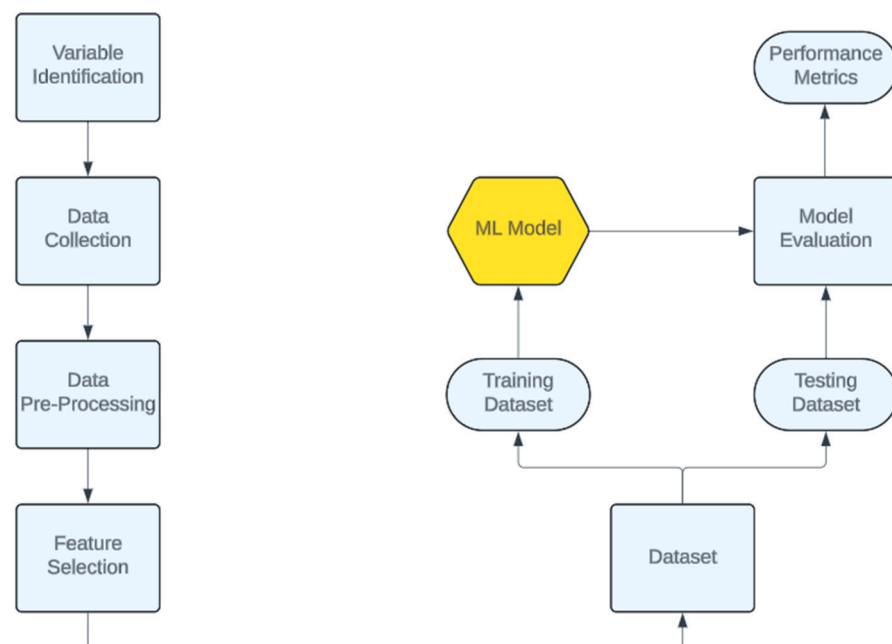 Variable
Identification
Data
Collection
Data
Pre-Processing
Feature
Selection
Performance
Metrics
ML Model
Model
Evaluation
Training
Dataset
Testing
Dataset
Dataset